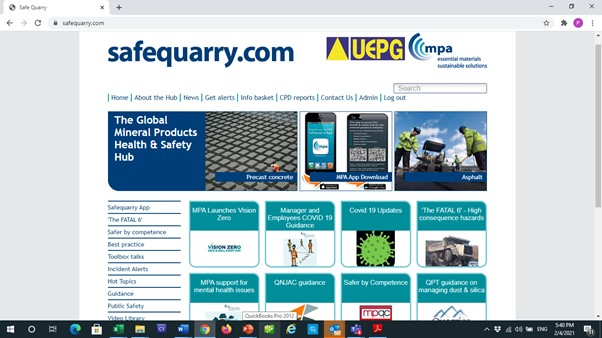 Safe Quarry
safequarry.com
safequarry.com
UEPG
mpa
essential materials
sustainable solutions
Search
Home | About the Hub | News | Get alerts | Info basket | CPD reports | Contact Us | Admin | Log out
The Global
Mineral Products
Health & Safety
Hub
Precast concrete
mpa
MPA App Download
Asphalt
Safequarry App
'The FATAL 6'
Safer by competence
Best practice
Toolbox talks
Incident Alerts
Hot Topics
Guidance
Public Safety
Video Library
MPA Launches Vision
Zero
VISION ZERO
Manager and
Employees COVID 19
Guidance
Covid 19 Updates
'The FATAL 6' - High
consequence hazards
MPA support for
mental health issues
QNJAC guidance
Safer by Competence
mpqc
QPT guidance on
managing dust & silica
QuickBooks Pro 2012
ENG
5:40 PM
2/4/2021